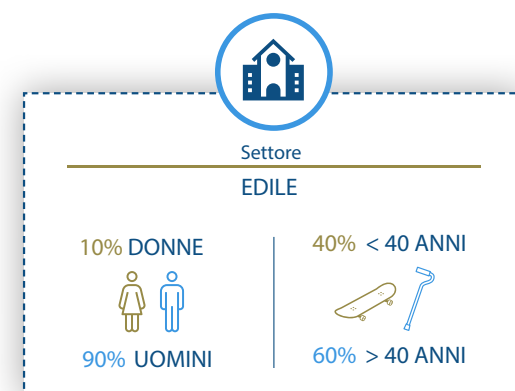 Settore
EDILE
10% DONNE
90% UOMINI
40% < 40 ANNI
60% > 40 ANNI